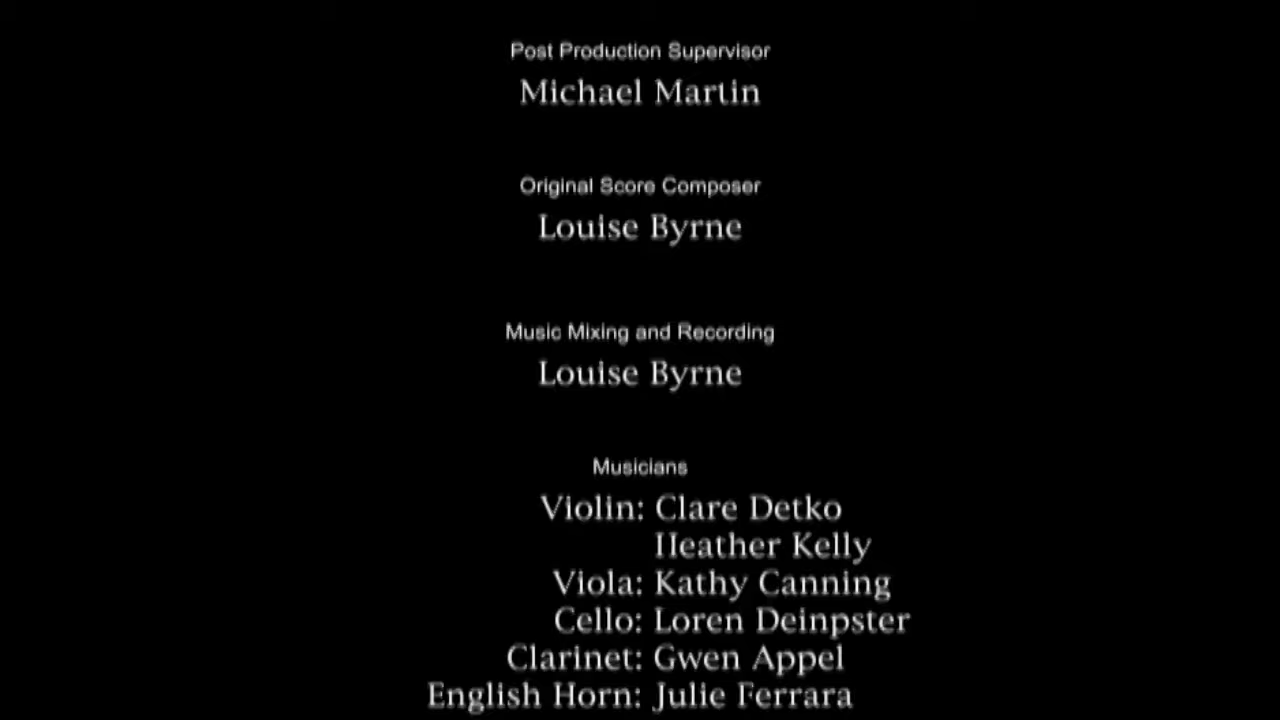 Post Production Supervisor
Michael Martin
Original Score Composer
Louise Byrne
Music Mixing and Recording
Louise Byrne
Musicians
Violin: Clare Detko
Heather Kelly
Viola: Kathy Canning
Cello: Loren Deinpster
Clarinet: Gwen Appel
English Horn: Julie Ferrara